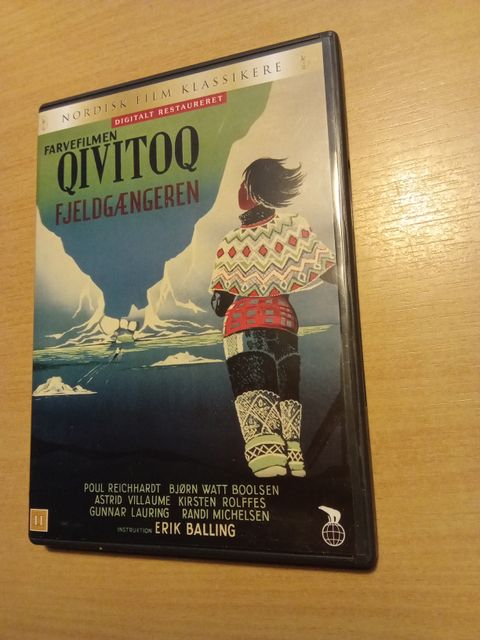 NORDISK FILM KLASSIKERE
DIGITALT RESTAURERET
FARVEFILMEN
QIVITOQ
FJELDGÆNGEREN
POUL REICHHARDT BJØRN WATT BOOLSEN
ASTRID VILLAUME KIRSTEN ROLFFES
GUNNAR LAURING RANDI MICHELSEN
INSTRUKTION ERIK BALLING
11